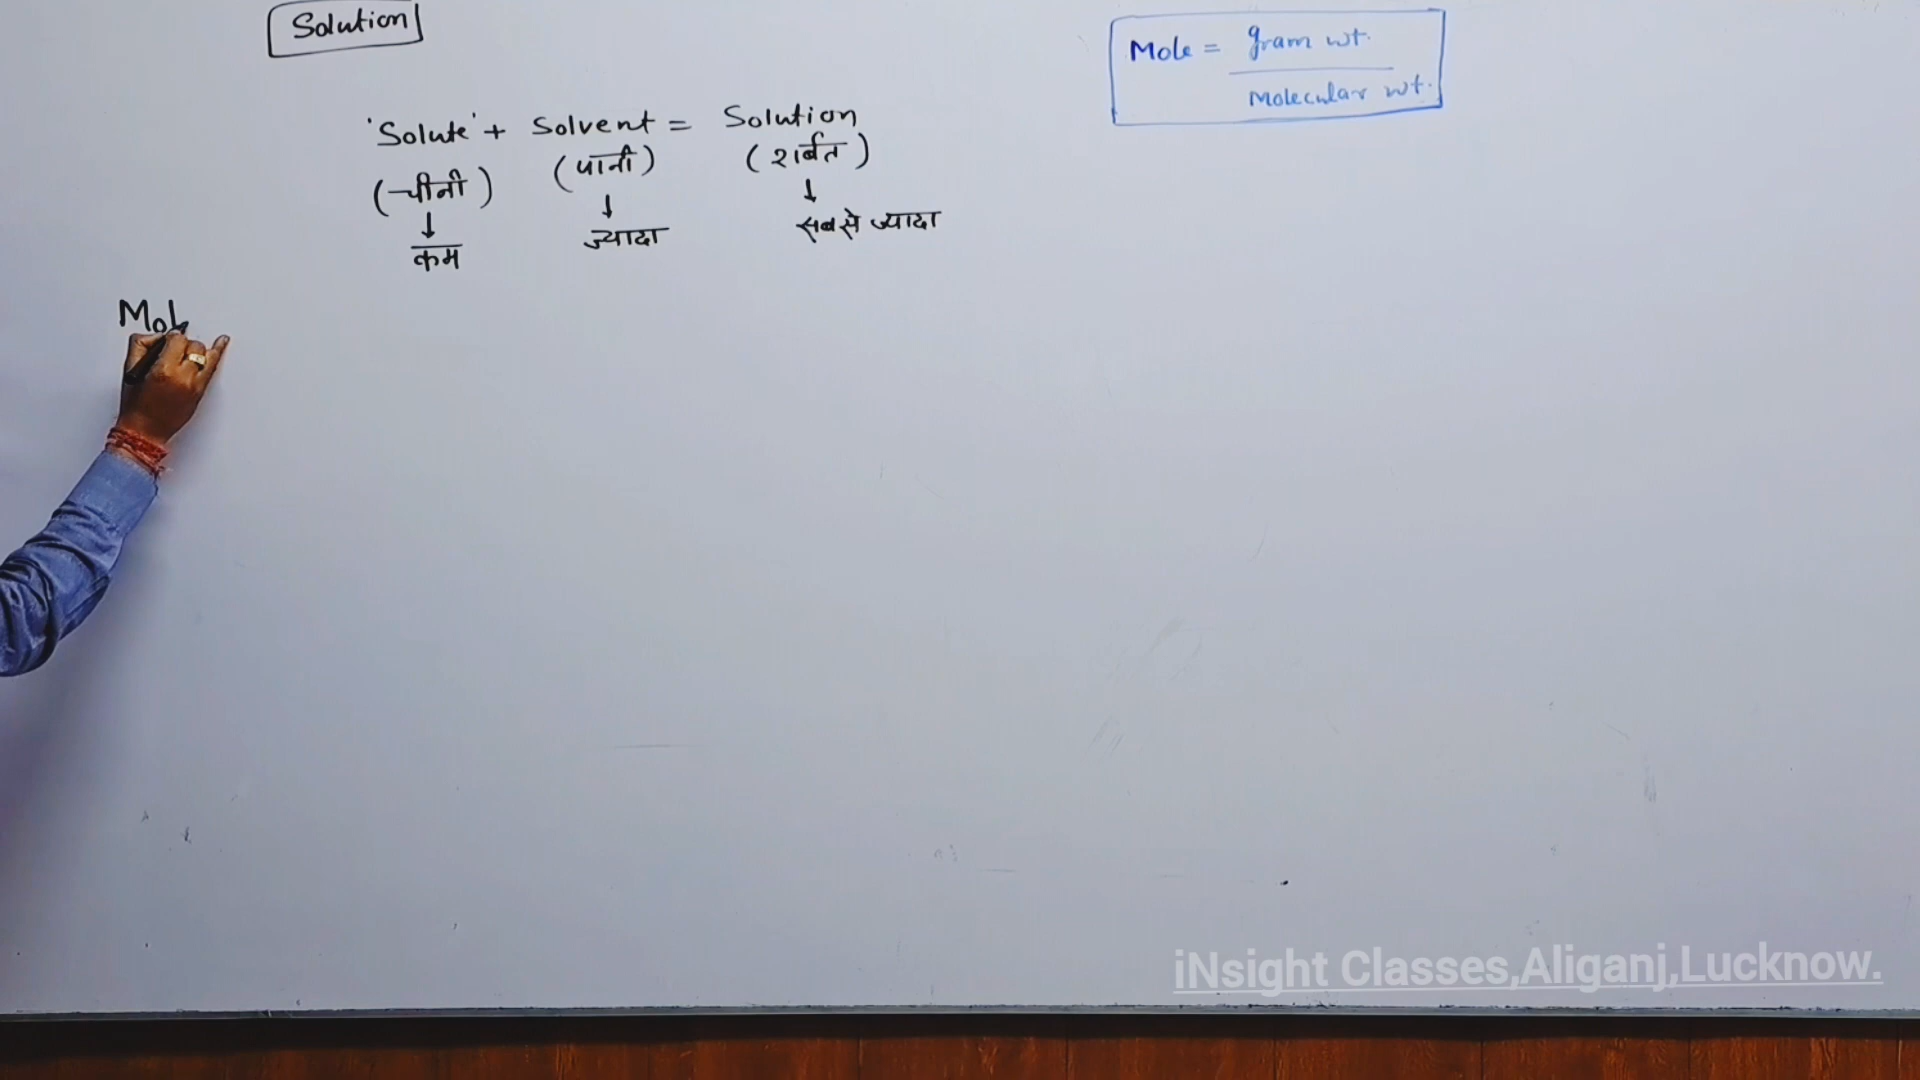 Solution
Mole = gram wt.
Molecular wt.
'Solute' + Solvent = Solution
(चीनी) (पानी) (शर्बत)
↓ ↓ ↓
कम ज्यादा सबसे ज्यादा
Mol
iNsight Classes,Aliganj,Lucknow.